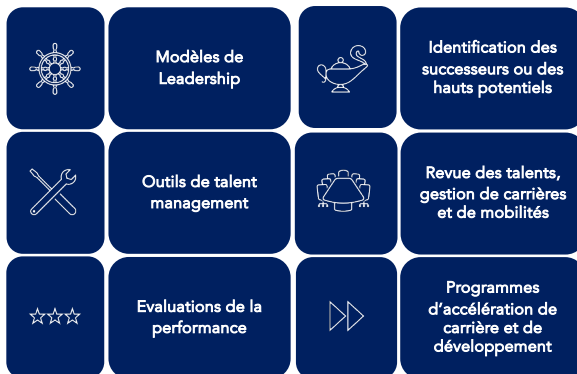 Modèles de
Leadership
Identification des
successeurs ou des
hauts potentiels
Outils de talent
management
Revue des talents,
gestion de carrières
et de mobilités
Evaluations de la
performance
Programmes
d’accélération de
carrière et de
développement